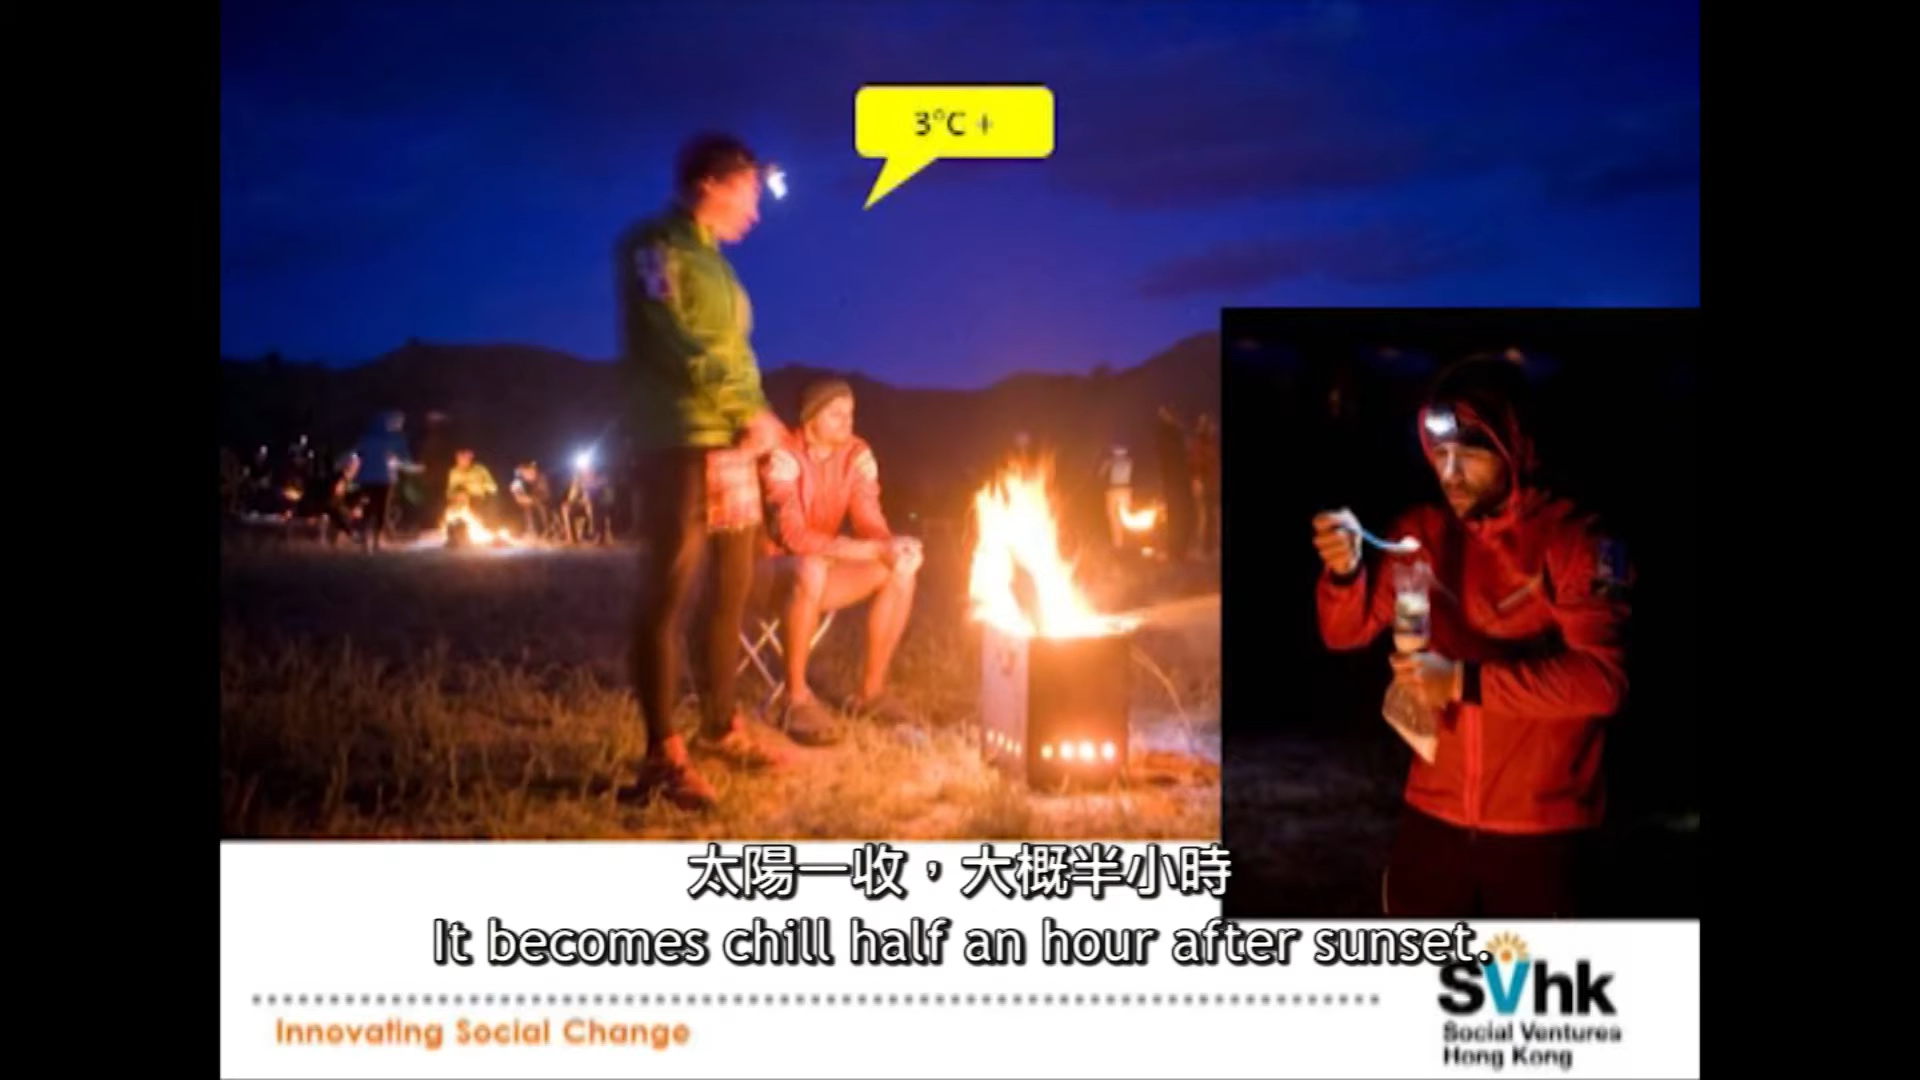 3°C +
太陽一收，大概半小時
It becomes chill half an hour after sunset.
Innovating Social Change
SVhk
Social Ventures
Hong Kong